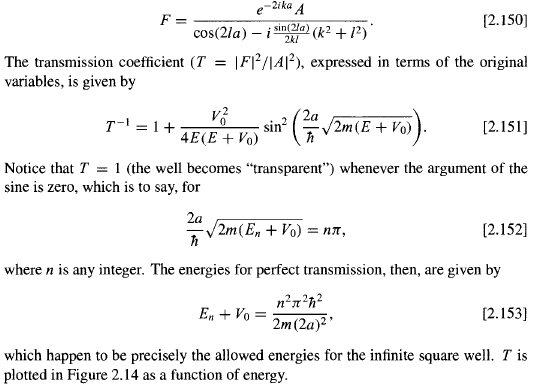 F = \frac{e^{-2ika} A}{\cos(2la) - i \frac{\sin(2la)}{2kl} (k^2 + l^2)}. [2.150]
The transmission coefficient (T = |F|²/|A|²), expressed in terms of the original
variables, is given by
T^{-1} = 1 + \frac{V_0^2}{4E(E + V_0)} \sin^2 \left( \frac{2a}{\hbar} \sqrt{2m(E + V_0)} \right). [2.151]
Notice that T = 1 (the well becomes “transparent”) whenever the argument of the
sine is zero, which is to say, for
\frac{2a}{\hbar} \sqrt{2m(E_n + V_0)} = n\pi, [2.152]
where n is any integer. The energies for perfect transmission, then, are given by
E_n + V_0 = \frac{n^2 \pi^2 \hbar^2}{2m(2a)^2}, [2.153]
which happen to be precisely the allowed energies for the infinite square well. T is
plotted in Figure 2.14 as a function of energy.